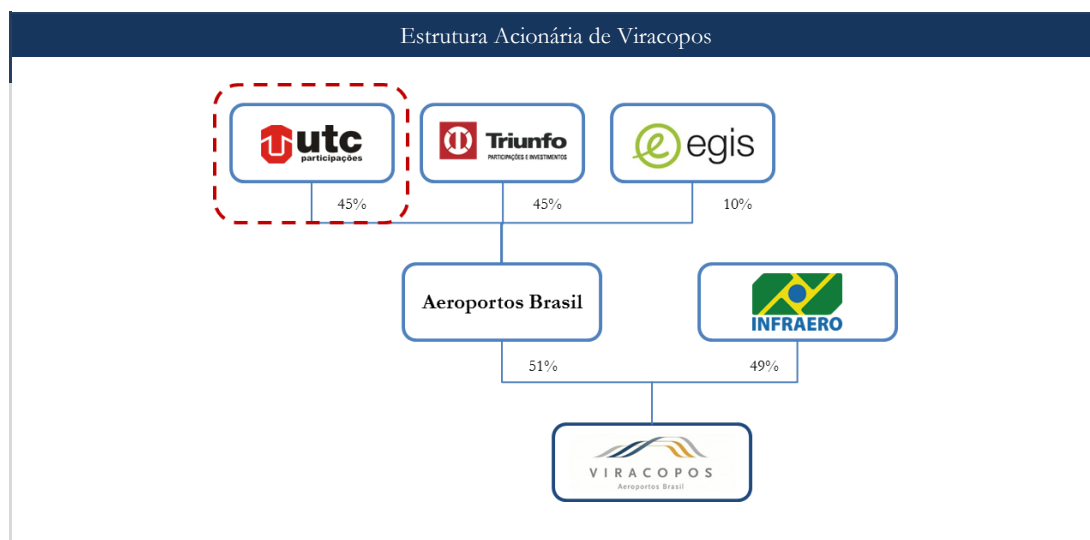 Estrutura Acionária de Viracopos
utc
participações
Triunfo
PARTICIPAÇÕES E INVESTIMENTOS
e egis
45%
45%
10%
Aeroportos Brasil
INFRAERO
51%
49%
VIRACOPOS
Aeroportos Brasil